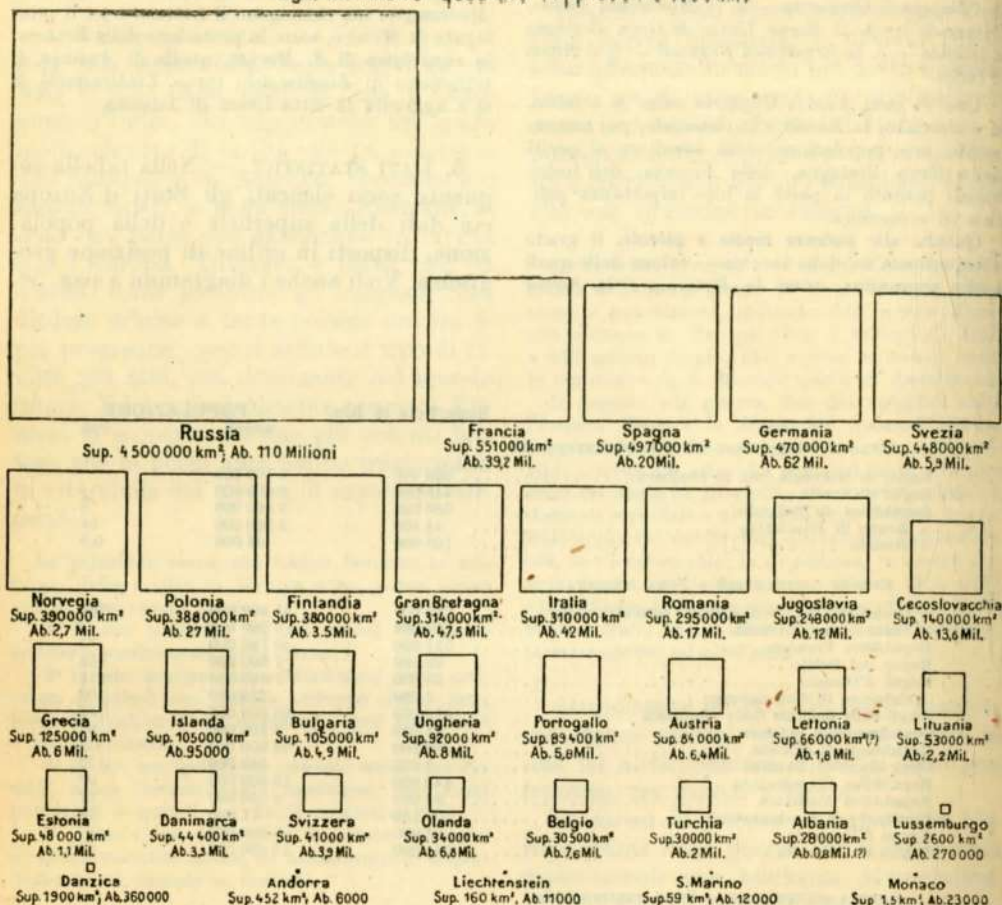 Russia
Sup. 4 500 000 km²; Ab. 110 Milioni
Francia
Sup. 551000 km²
Ab. 39,2 Mil.
Spagna
Sup. 497000 km²
Ab. 20 Mil.
Germania
Sup. 470 000 km²
Ab. 62 Mil.
Svezia
Sup. 448000 km²
Ab. 5,9 Mil.
Norvegia
Sup. 390000 km²
Ab. 2,7 Mil.
Polonia
Sup. 388000 km²
Ab. 27 Mil.
Finlandia
Sup. 380000 km²
Ab. 3.5 Mil.
Gran Bretagna
Sup. 314000 km²
Ab. 47,5 Mil.
Italia
Sup. 310000 km²
Ab. 42 Mil.
Romania
Sup. 295000 km²
Ab. 17 Mil.
Jugoslavia
Sup. 248000 km²
Ab. 12 Mil.
Cecoslovacchia
Sup. 140000 km²
Ab. 13,6 Mil.
Grecia
Sup. 125000 km²
Ab. 6 Mil.
Islanda
Sup. 105000 km²
Ab. 95000
Bulgaria
Sup. 105000 km²
Ab. 4,9 Mil.
Ungheria
Sup. 92000 km²
Ab. 8 Mil.
Portogallo
Sup. 89400 km²
Ab. 5,8 Mil.
Austria
Sup. 84 000 km²
Ab. 6,4 Mil.
Lettonia
Sup. 66000 km² (?)
Ab. 1,8 Mil.
Lituania
Sup. 53000 km²
Ab. 2,2 Mil.
Estonia
Sup. 48 000 km²
Ab. 1,1 Mil.
Danimarca
Sup. 44 400 km²
Ab. 3,3 Mil.
Svizzera
Sup. 41000 km²
Ab. 3,9 Mil.
Olanda
Sup. 34000 km²
Ab. 6,8 Mil.
Belgio
Sup. 30500 km²
Ab. 7,6 Mil.
Turchia
Sup. 30000 km²
Ab. 2 Mil.
Albania
Sup. 28000 km²
Ab. 0,8 Mil. (?)
Lussemburgo
Sup. 2600 km²
Ab. 270 000
Danzica
Sup. 1900 km²; Ab. 360000
Andorra
Sup. 452 km²; Ab. 6000
Liechtenstein
Sup. 160 km²; Ab. 11000
S. Marino
Sup. 59 km²; Ab. 12000
Monaco
Sup. 1,5 km²; Ab. 23000